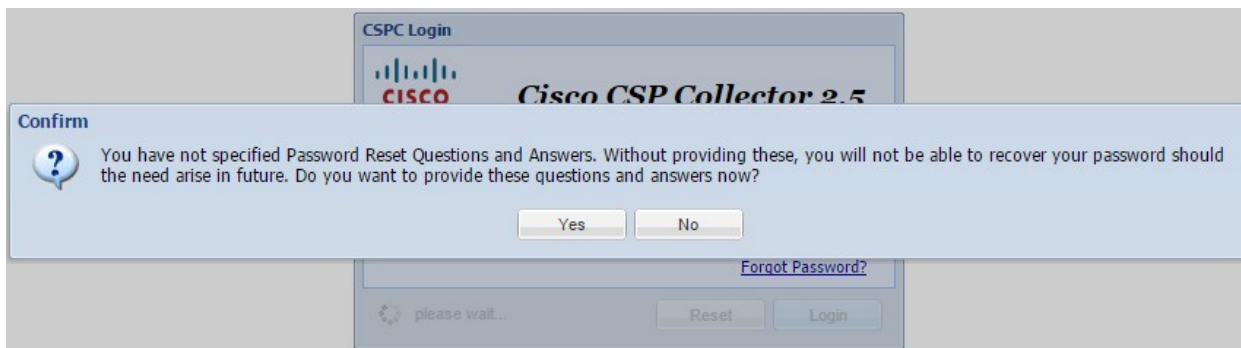 CSPC Login
CISCO
Cisco CSP Collector 2.5
Confirm
?
You have not specified Password Reset Questions and Answers. Without providing these, you will not be able to recover your password should
the need arise in future. Do you want to provide these questions and answers now?
Yes No
Forgot Password?
please wait... Reset Login